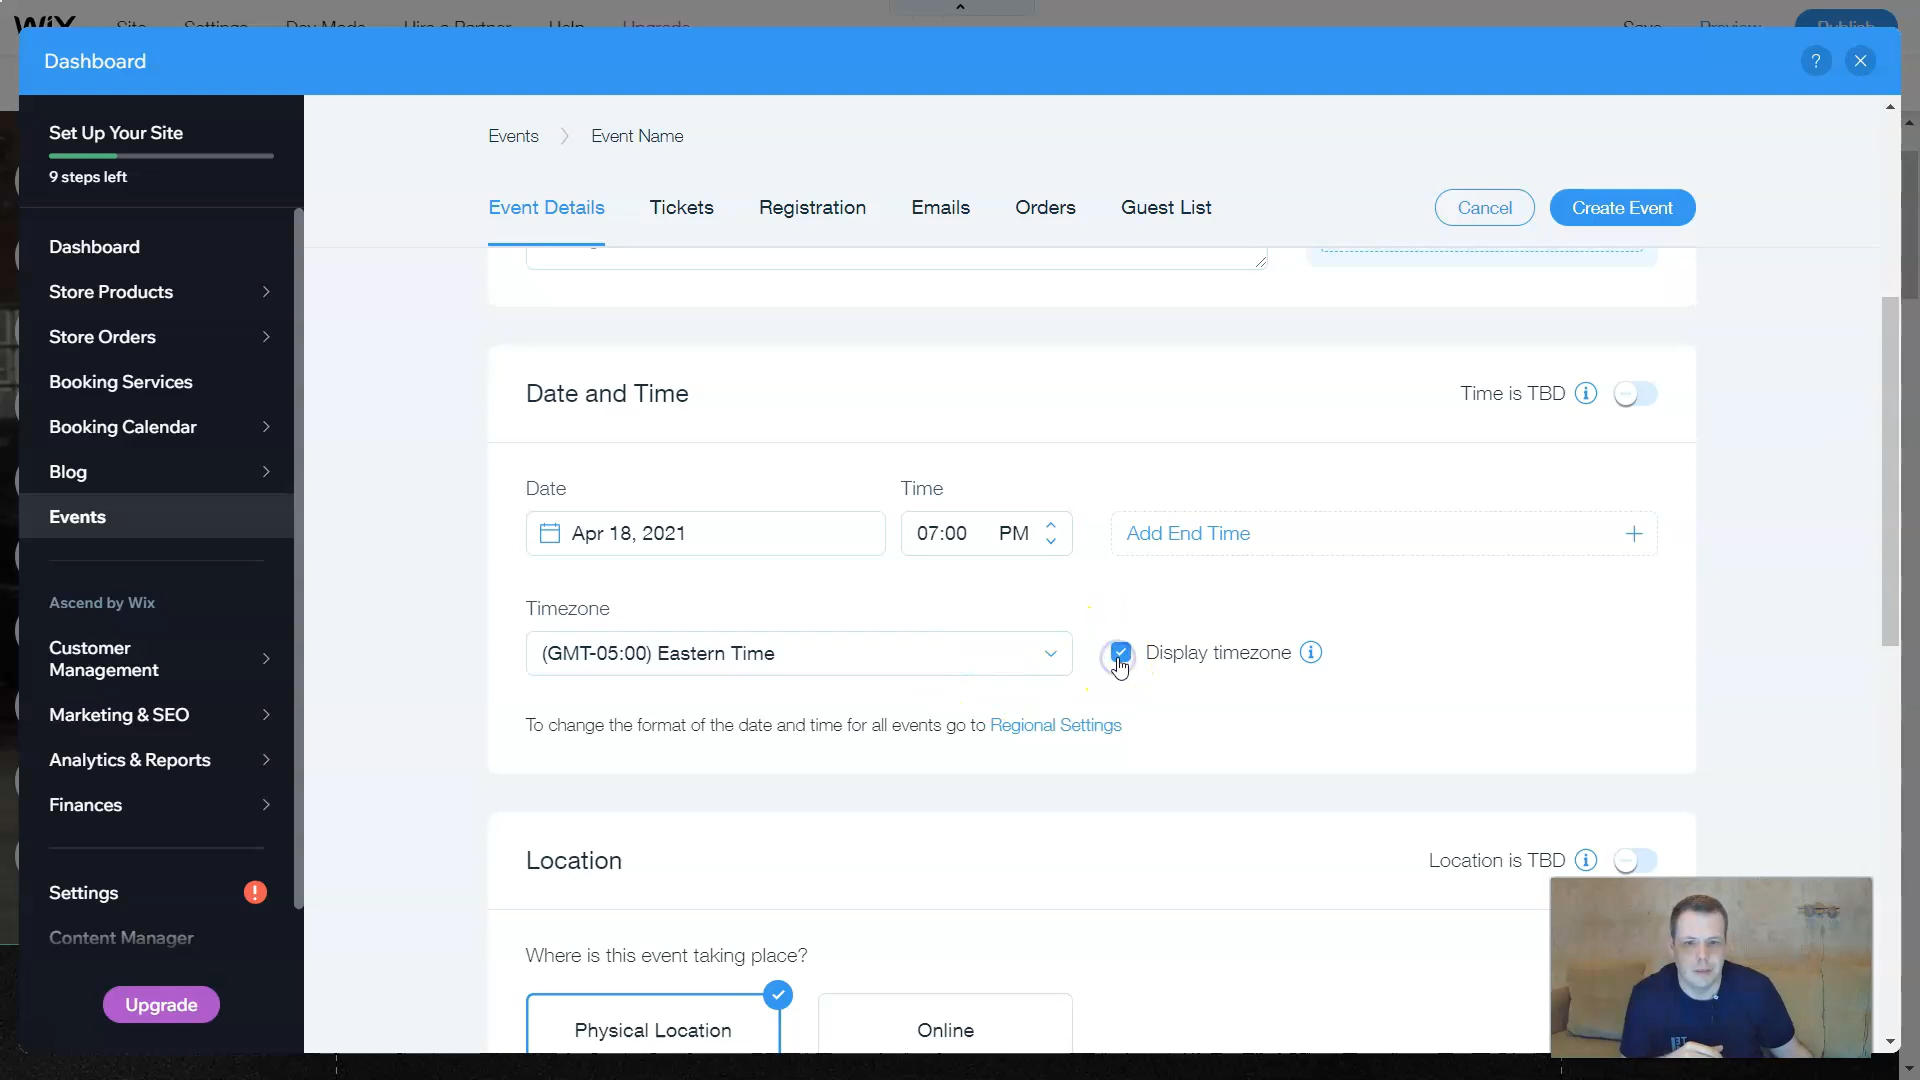 WiX Site Settings Dev Mode Hire a Partner Help Upgrade Save Preview Publish
Dashboard ?
Set Up Your Site
9 steps left
Dashboard
Store Products
Store Orders
Booking Services
Booking Calendar
Blog
Events
Ascend by Wix
Customer
Management
Marketing & SEO
Analytics & Reports
Finances
Settings !
Content Manager
Upgrade
Events Event Name
Event Details Tickets Registration Emails Orders Guest List Cancel Create Event
Date and Time Time is TBD i
Date Time
Apr 18, 2021 07:00 PM Add End Time +
Timezone
(GMT-05:00) Eastern Time Display timezone i
To change the format of the date and time for all events go to Regional Settings
Location Location is TBD i
Where is this event taking place?
Physical Location Online